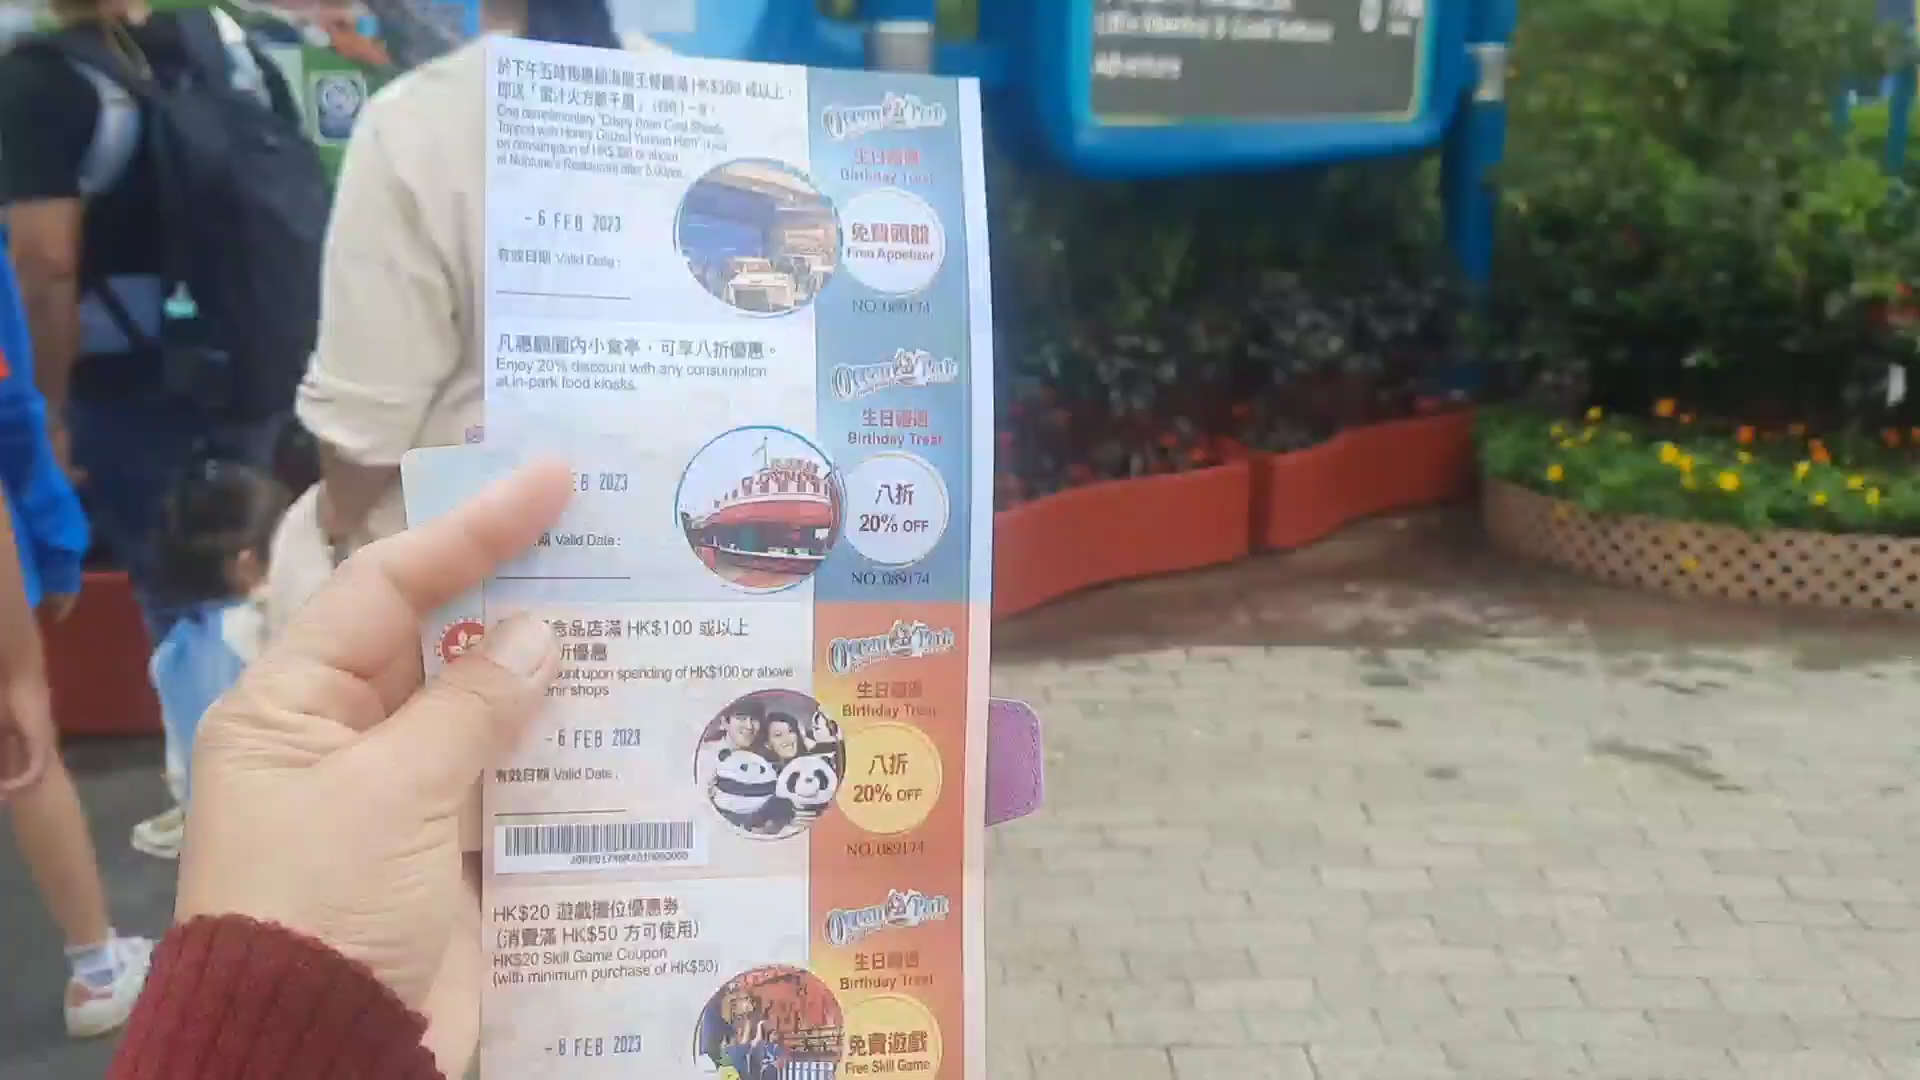 於下午五時後惠顧海龍王餐廳滿 HK$300 或以上，
即送「蜜汁火方脆千層」
One complimentary "Crispy Bean Curd Sheets
Topped with Honey Glazed Yunnan Ham"
on consumption of HK$300 or above
at Neptune's Restaurant after 5:00pm.
- 6 FEB 2023
有效日期 Valid Date :
Ocean Park
生日禮遇
Birthday Treat
免費頭盤
Free Appetizer
NO. 089174
凡惠顧園內小食亭，可享八折優惠。
Enjoy 20% discount with any consumption
at in-park food kiosks.
EB 2023
期 Valid Date :
Ocean Park
生日禮遇
Birthday Treat
八折
20% OFF
NO. 089174
念品店滿 HK$100 或以上
折優惠
ount upon spending of HK$100 or above
enir shops
- 6 FEB 2023
有效日期 Valid Date :
Ocean Park
生日禮遇
Birthday Treat
八折
20% OFF
NO. 089174
HK$20 遊戲攤位優惠券
(消費滿 HK$50 方可使用)
HK$20 Skill Game Coupon
(with minimum purchase of HK$50)
- 6 FEB 2023
Ocean Park
生日禮遇
Birthday Treat
免費遊戲
Free Skill Game